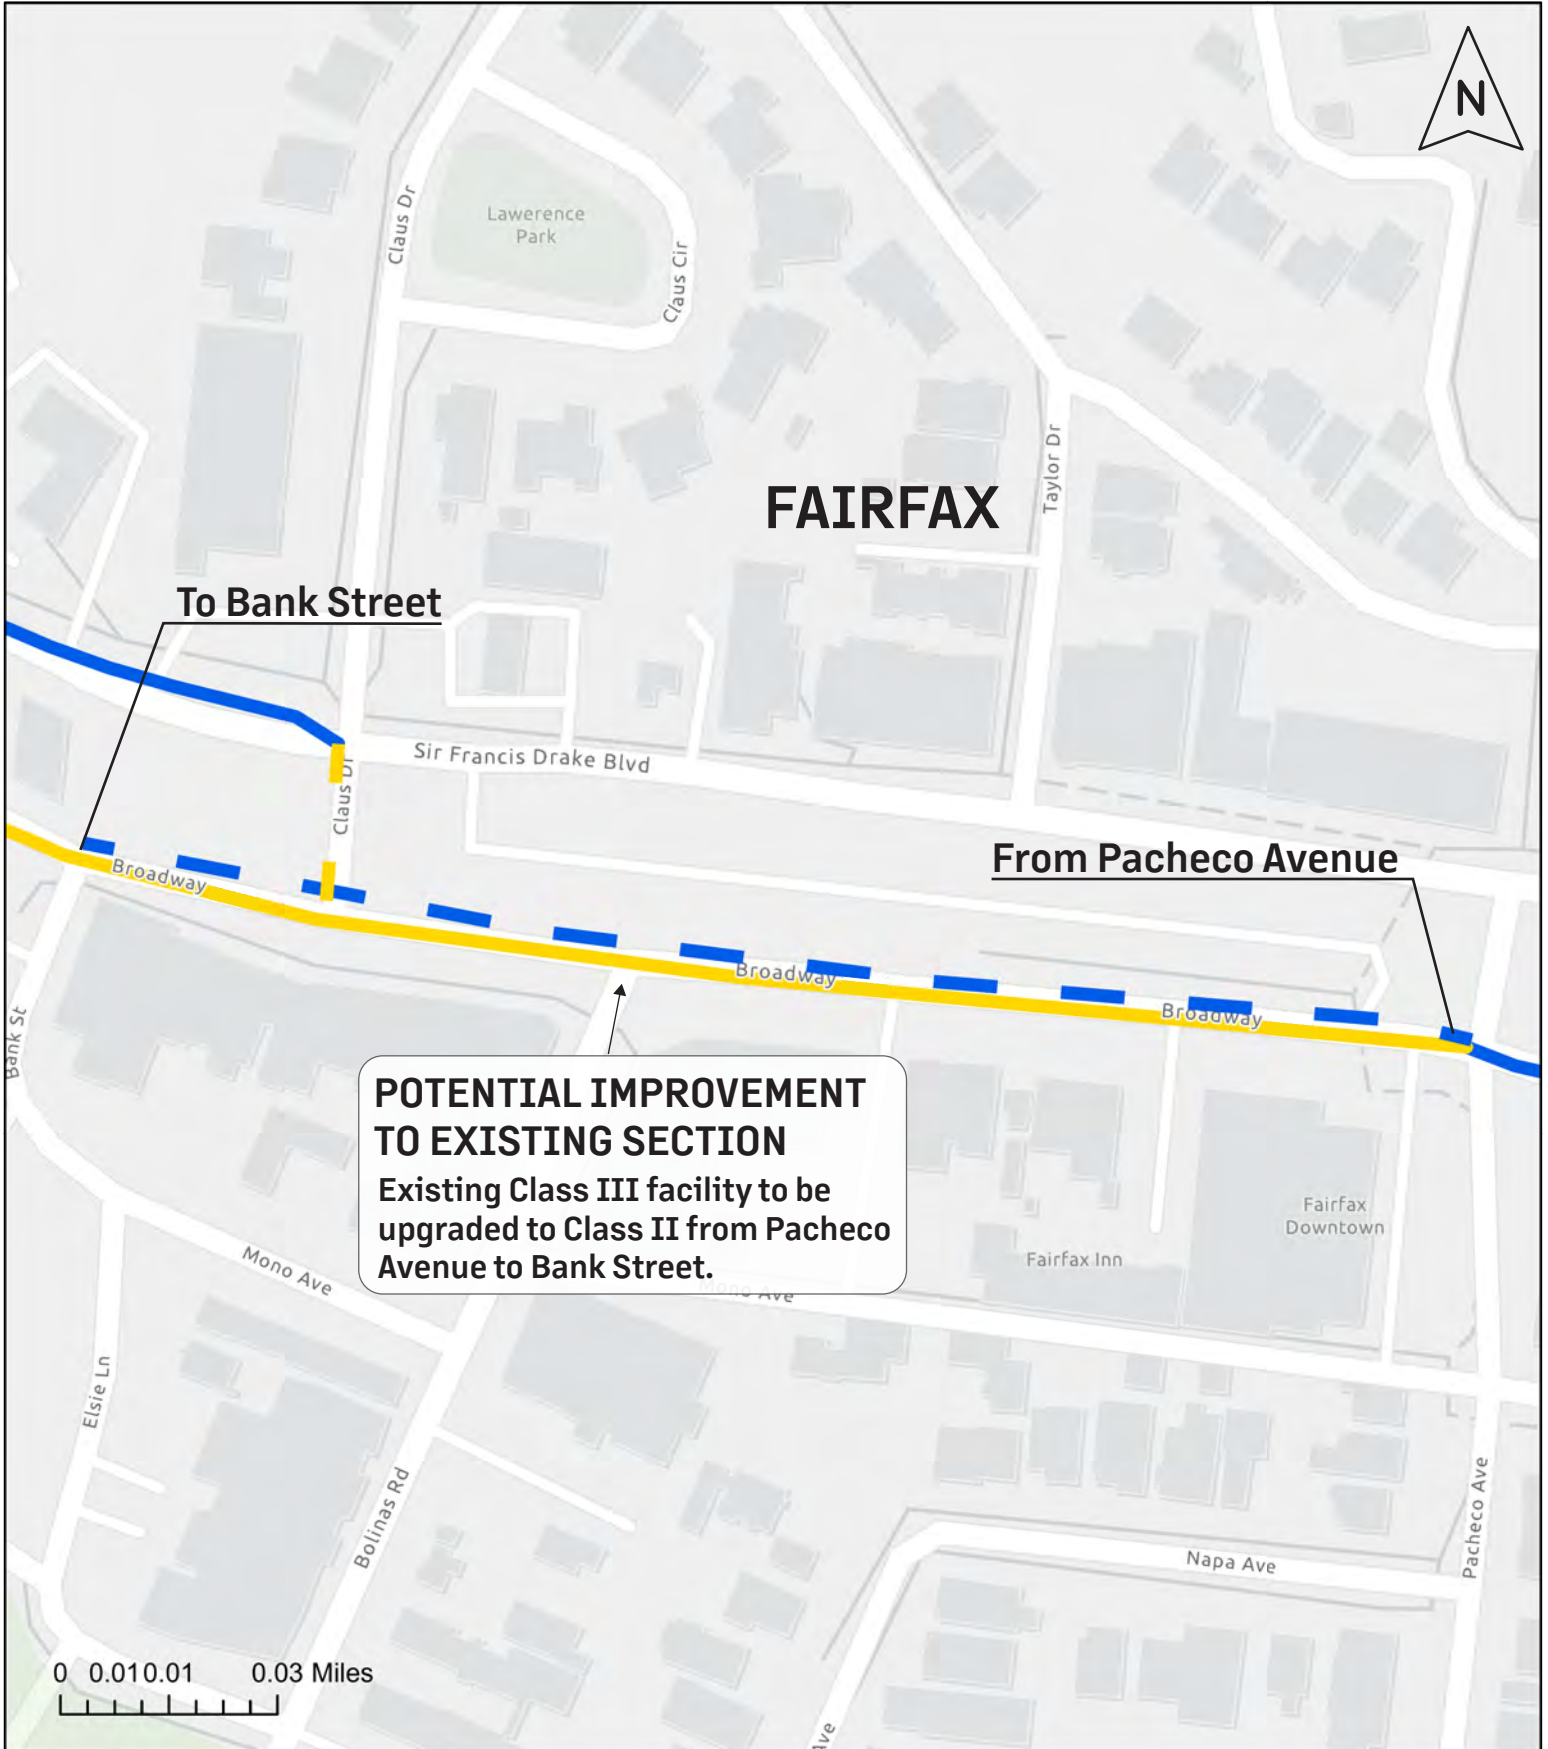 N
Claus Dr
Lawerence
Park
Claus Cir
Taylor Dr
FAIRFAX
To Bank Street
Sir Francis Drake Blvd
Claus Dr
From Pacheco Avenue
Broadway
Broadway
Broadway
Bank St
POTENTIAL IMPROVEMENT
TO EXISTING SECTION
Existing Class III facility to be
upgraded to Class II from Pacheco
Avenue to Bank Street.
Fairfax
Downtown
Fairfax Inn
Mono Ave
Mono Ave
Elsie Ln
Bolinas Rd
Pacheco Ave
Napa Ave
0 0.01 0.01 0.03 Miles
Ave